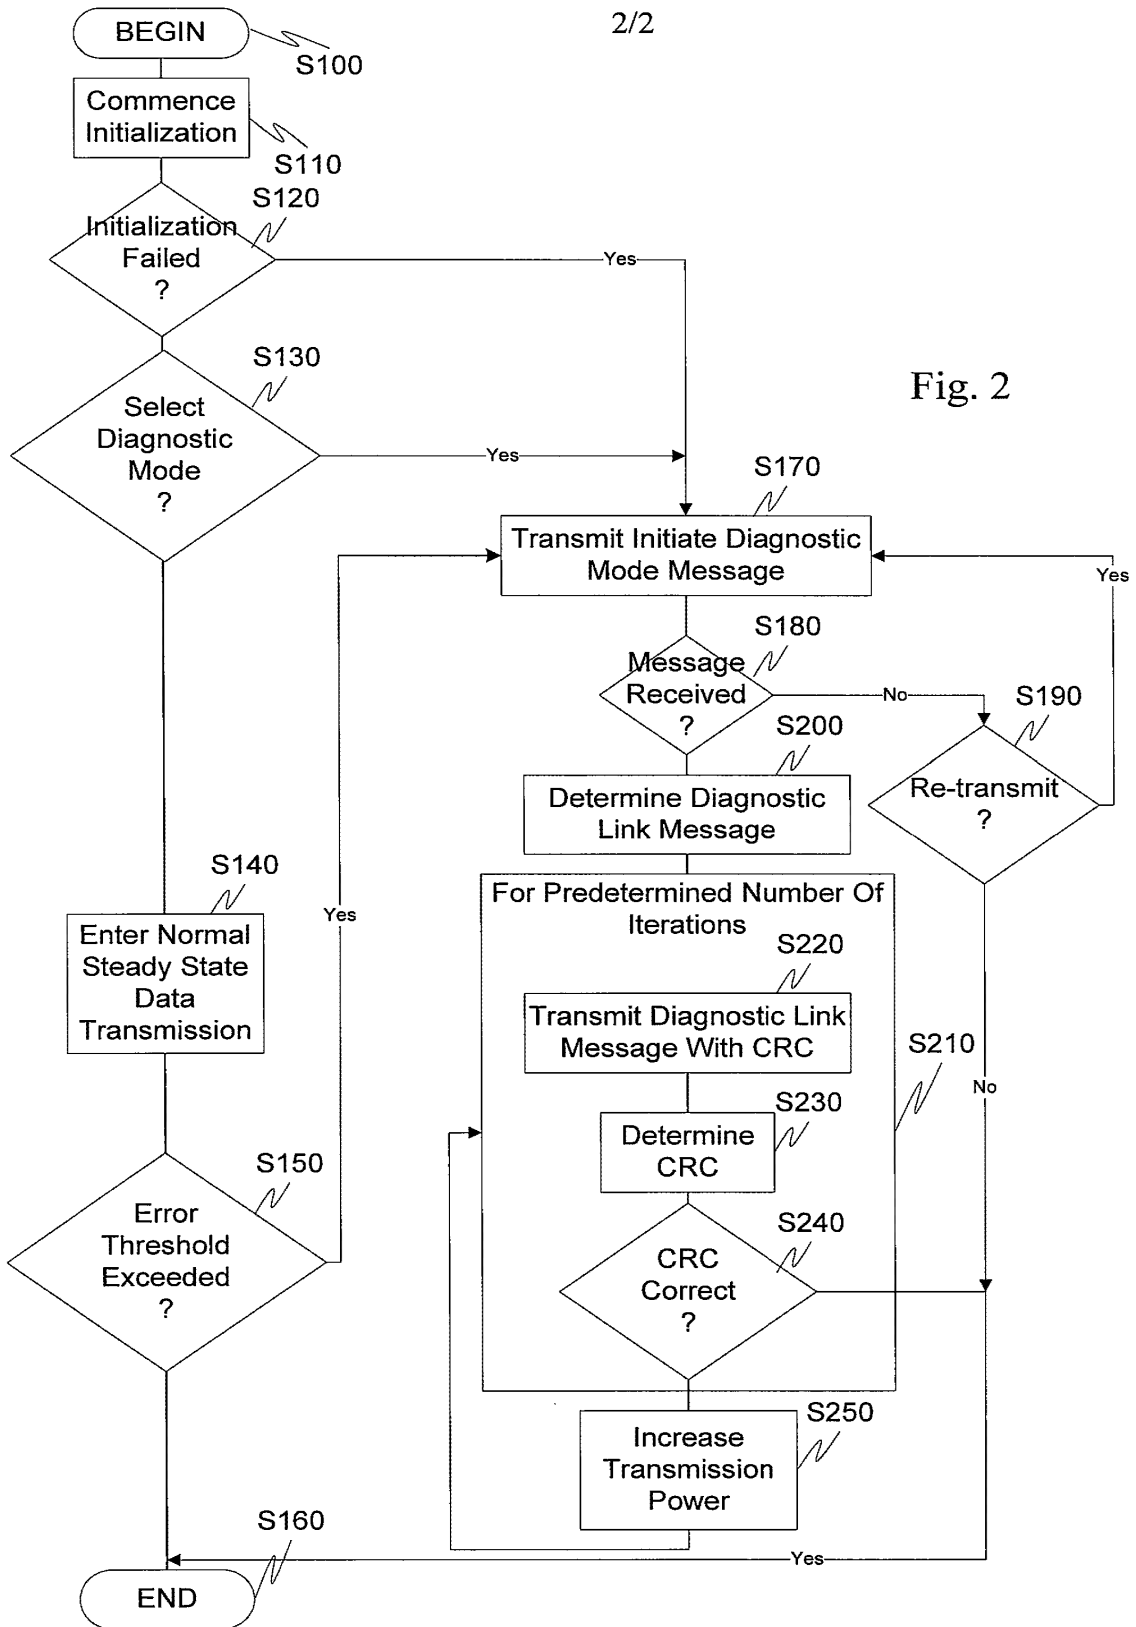 2/2
BEGIN
S100
Commence
Initialization
S110
S120
Initialization
Failed
?
Yes
S130
Select
Diagnostic
Mode
?
Yes
Fig. 2
S170
Transmit Initiate Diagnostic
Mode Message
Yes
S180
Message
Received
?
No
S190
Re-transmit
?
S200
Determine Diagnostic
Link Message
S140
Enter Normal
Steady State
Data
Transmission
Yes
For Predetermined Number Of
Iterations
S220
Transmit Diagnostic Link
Message With CRC
S210
No
S230
Determine
CRC
S150
Error
Threshold
Exceeded
?
S240
CRC
Correct
?
S250
Increase
Transmission
Power
Yes
S160
END